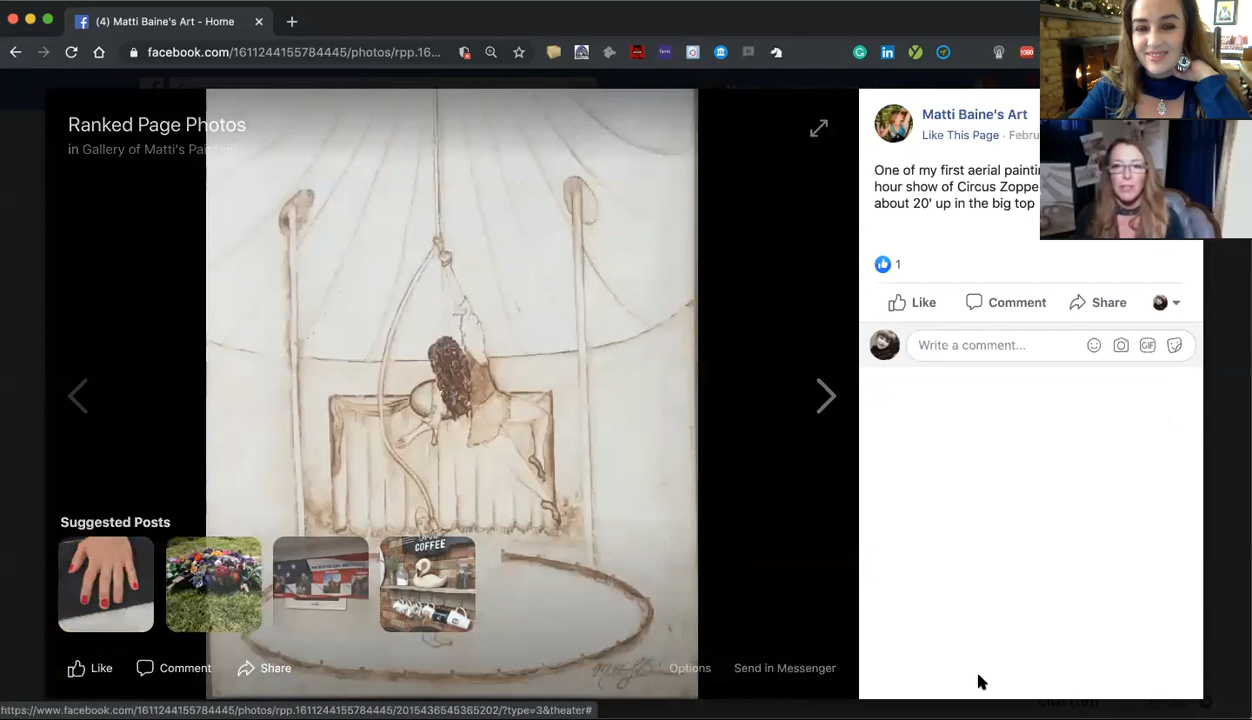 (4) Matti Baine's Art - Home
facebook.com/1611244155784445/photos/rpp.16...
Ranked Page Photos
in Gallery of Matti's
Matti Baine's Art
Like This Page · Febru
One of my first aerial
hour show of Circus Zoppe
about 20' up in the big top
1
Like
Comment
Share
Write a comment...
GIF
Suggested Posts
COFFEE
Like
Comment
Share
Options
Send in Messenger
https://www.facebook.com/1611244155784445/photos/rpp.1611244155784445/2015436545365202/?type=3&theater#